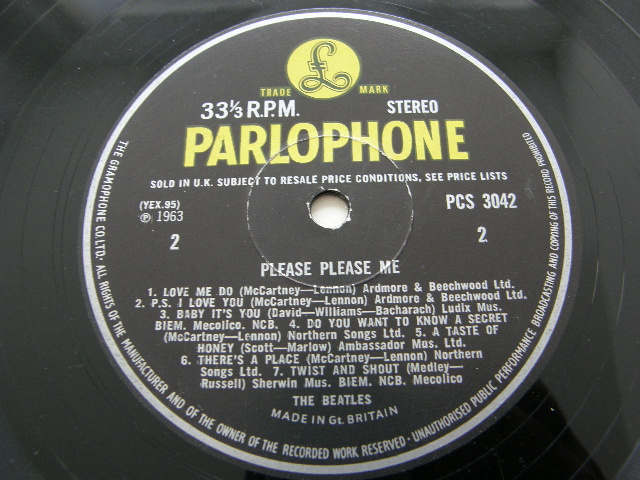 £
TRADE MARK
33⅓ R.P.M. STEREO
PARLOPHONE
SOLD IN U.K. SUBJECT TO RESALE PRICE CONDITIONS, SEE PRICE LISTS
(YEX.95) PCS 3042
Ⓟ 1963
2 2
PLEASE PLEASE ME
1. LOVE ME DO (McCartney—Lennon) Ardmore & Beechwood Ltd.
2. P.S. I LOVE YOU (McCartney—Lennon) Ardmore & Beechwood Ltd.
3. BABY IT'S YOU (David—Williams—Bacharach) Ludix Mus.
BIEM. Mecolico. NCB. 4. DO YOU WANT TO KNOW A SECRET
(McCartney—Lennon) Northern Songs Ltd. 5. A TASTE OF
HONEY (Scott—Marlow) Ambassador Mus. Ltd.
6. THERE'S A PLACE (McCartney—Lennon) Northern
Songs Ltd. 7. TWIST AND SHOUT (Medley—
Russell) Sherwin Mus. BIEM. NCB. Mecolico
THE BEATLES
MADE IN Gt. BRITAIN
THE GRAMOPHONE CO. LTD. ALL RIGHTS OF THE MANUFACTURER AND OF THE OWNER OF THE RECORDED WORK RESERVED · UNAUTHORISED PUBLIC PERFORMANCE BROADCASTING AND COPYING OF THIS RECORD PROHIBITED